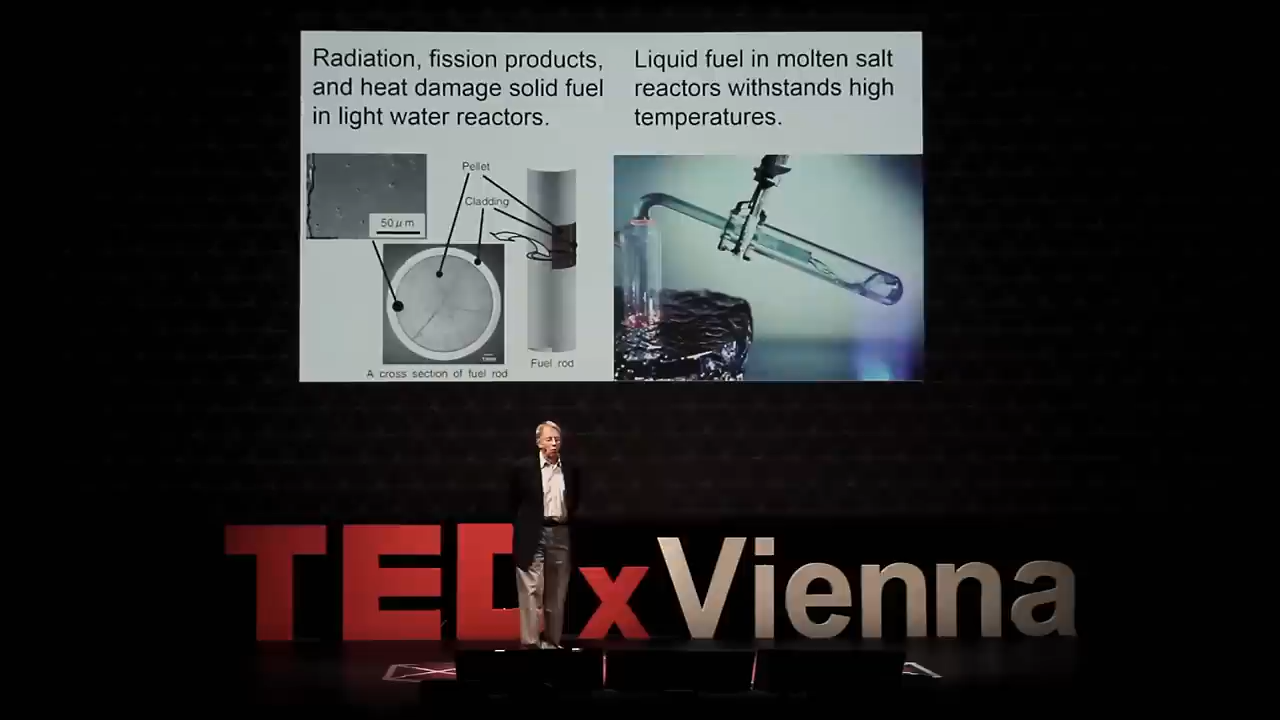 Radiation, fission products,
and heat damage solid fuel
in light water reactors.
Liquid fuel in molten salt
reactors withstands high
temperatures.
Pellet
Cladding
50 μm
Fuel rod
A cross section of fuel rod
TEDxVienna